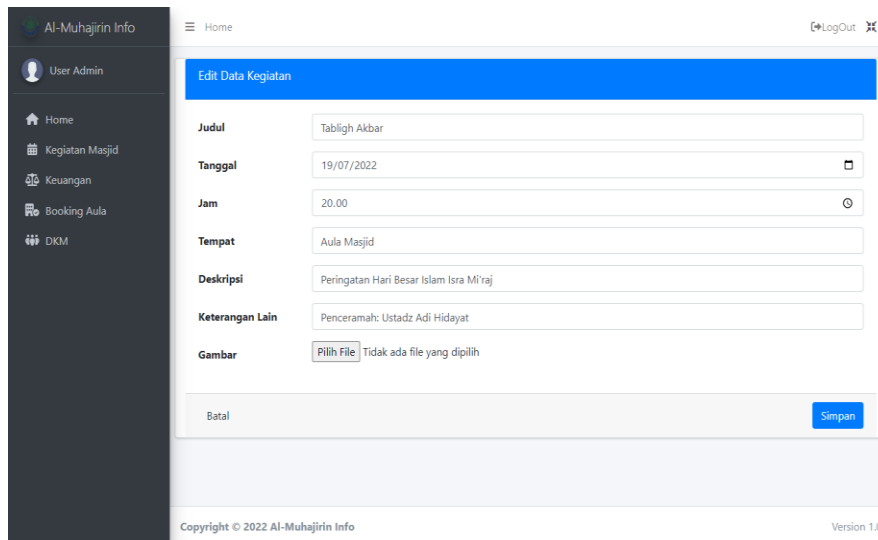 Al-Muhajirin Info
Home
LogOut
User Admin
Home
Kegiatan Masjid
Keuangan
Booking Aula
DKM
Edit Data Kegiatan
Judul Tabligh Akbar
Tanggal 19/07/2022
Jam 20.00
Tempat Aula Masjid
Deskripsi Peringatan Hari Besar Islam Isra Mi'raj
Keterangan Lain Penceramah: Ustadz Adi Hidayat
Gambar Pilih File Tidak ada file yang dipilih
Batal Simpan
Copyright © 2022 Al-Muhajirin Info Version